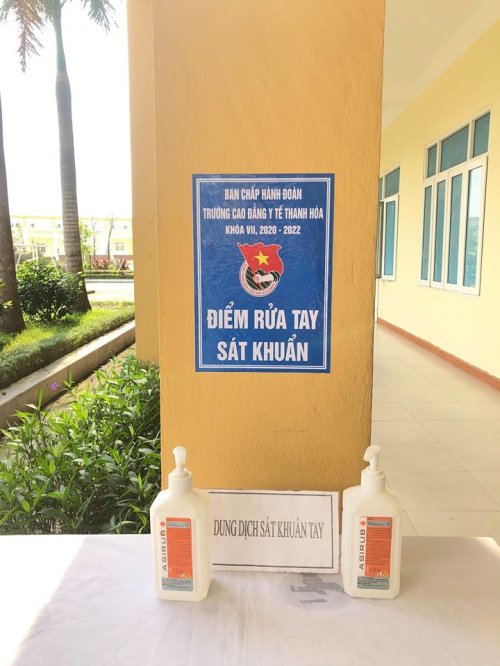 BAN CHẤP HÀNH ĐOÀN
TRƯỜNG CAO ĐẲNG Y TẾ THANH HÓA
KHÓA VII, 2020 - 2022
ĐIỂM RỬA TAY
SÁT KHUẨN
DUNG DỊCH SÁT KHUẨN TAY
ASIRUB
ASIRUB